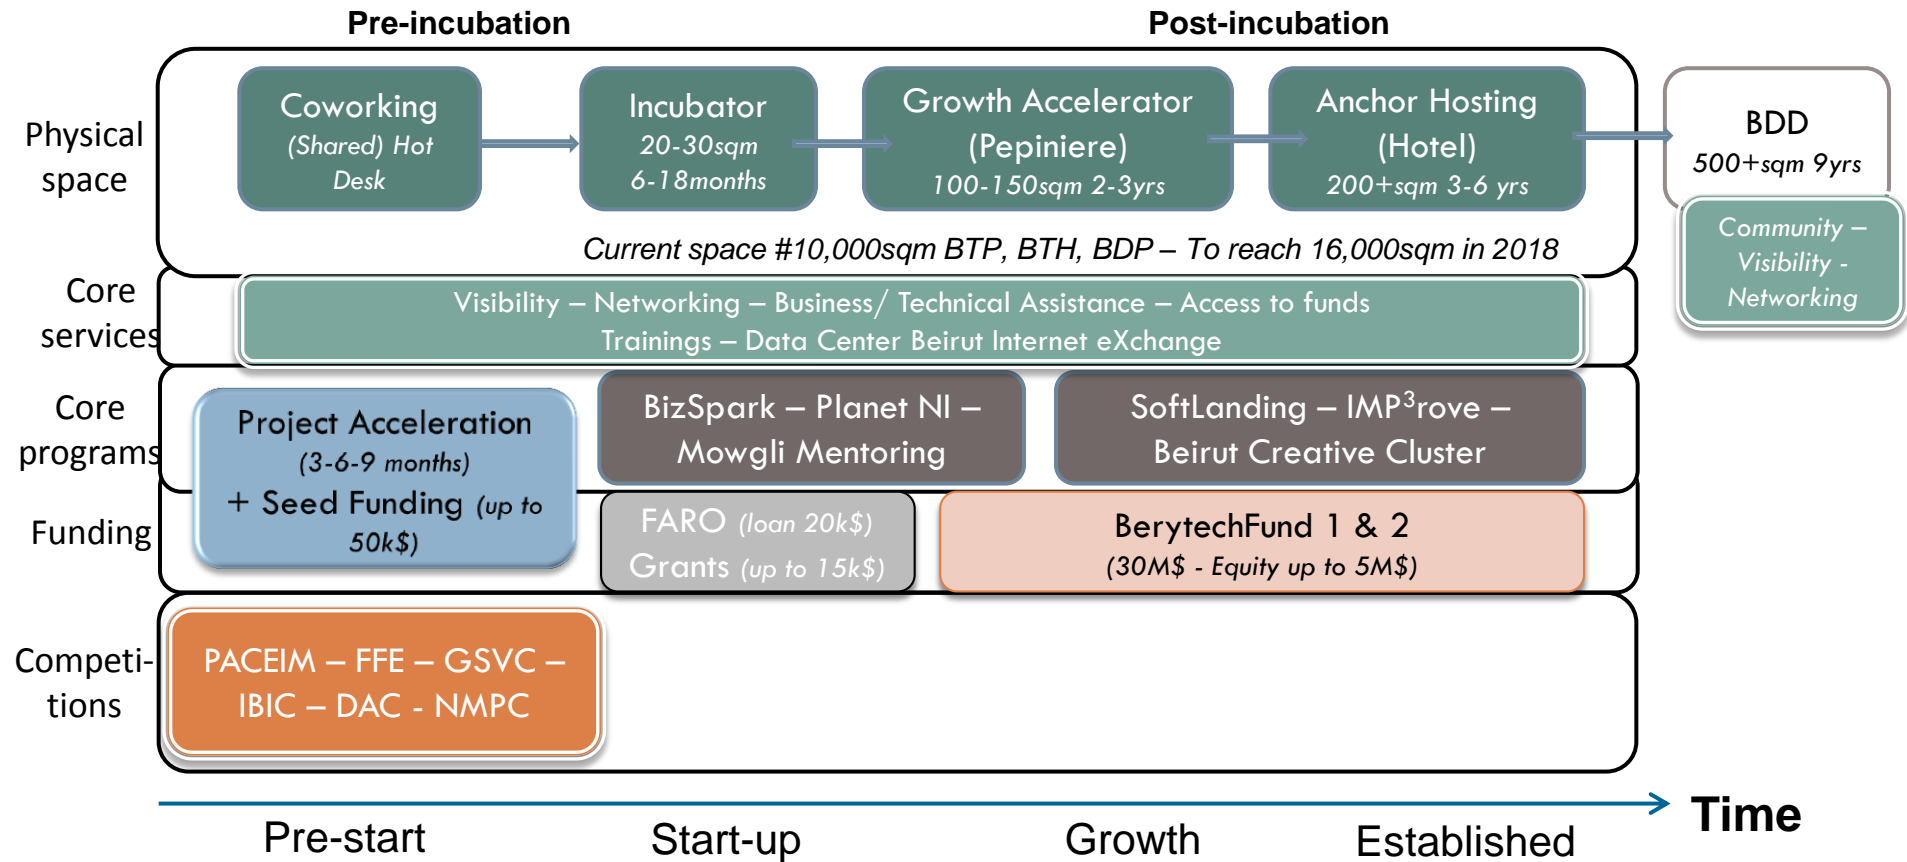 Pre-incubation
Post-incubation
Physical
space
Coworking
(Shared) Hot
Desk
Incubator
20-30sqm
6-18months
Growth Accelerator
(Pepiniere)
100-150sqm 2-3yrs
Anchor Hosting
(Hotel)
200+sqm 3-6 yrs
BDD
500+sqm 9yrs
Community –
Visibility -
Networking
Current space #10,000sqm BTP, BTH, BDP – To reach 16,000sqm in 2018
Core
services
Visibility – Networking – Business/ Technical Assistance – Access to funds
Trainings – Data Center Beirut Internet eXchange
Core
programs
Project Acceleration
(3-6-9 months)
+ Seed Funding (up to
50k$)
BizSpark – Planet NI –
Mowgli Mentoring
SoftLanding – IMP³rove –
Beirut Creative Cluster
Funding
FARO (loan 20k$)
Grants (up to 15k$)
BerytechFund 1 & 2
(30M$ - Equity up to 5M$)
Competi-
tions
PACEIM – FFE – GSVC –
IBIC – DAC - NMPC
Time
Pre-start
Start-up
Growth
Established